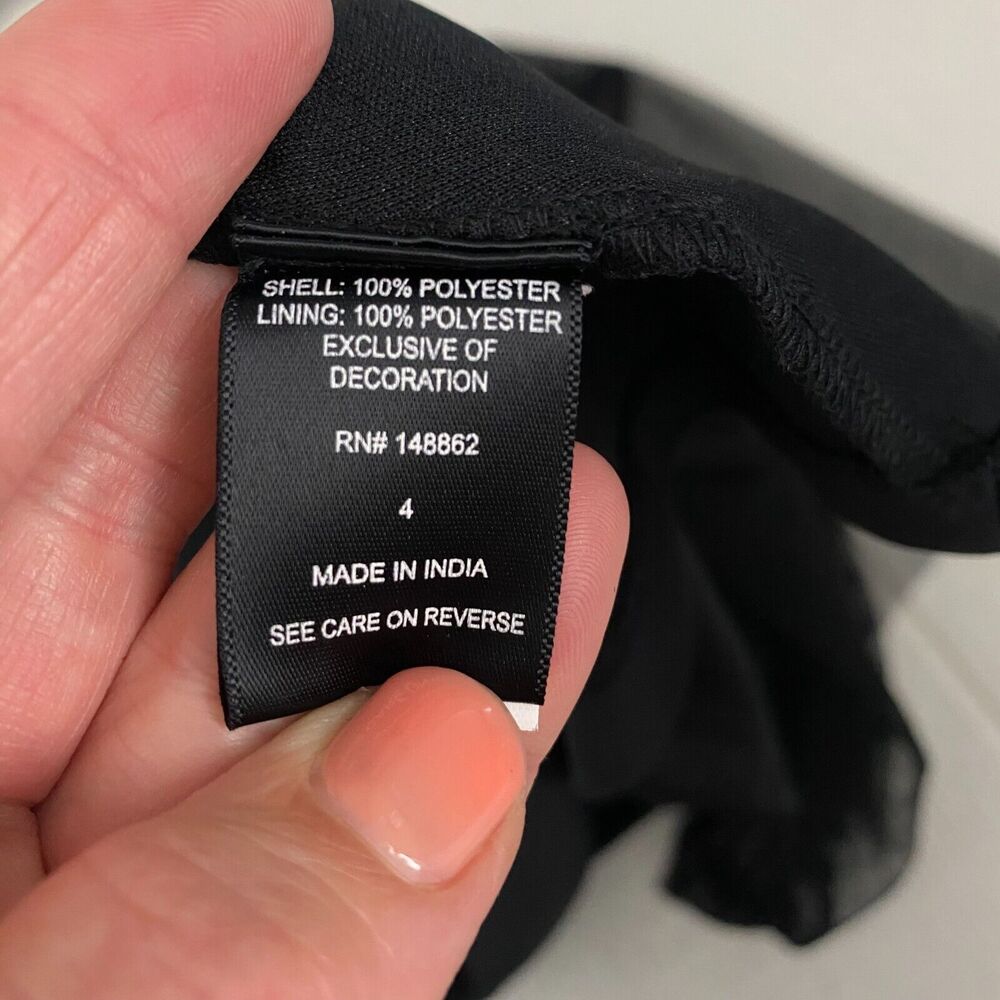 SHELL: 100% POLYESTER
LINING: 100% POLYESTER
EXCLUSIVE OF
DECORATION
RN# 148862
4
MADE IN INDIA
SEE CARE ON REVERSE